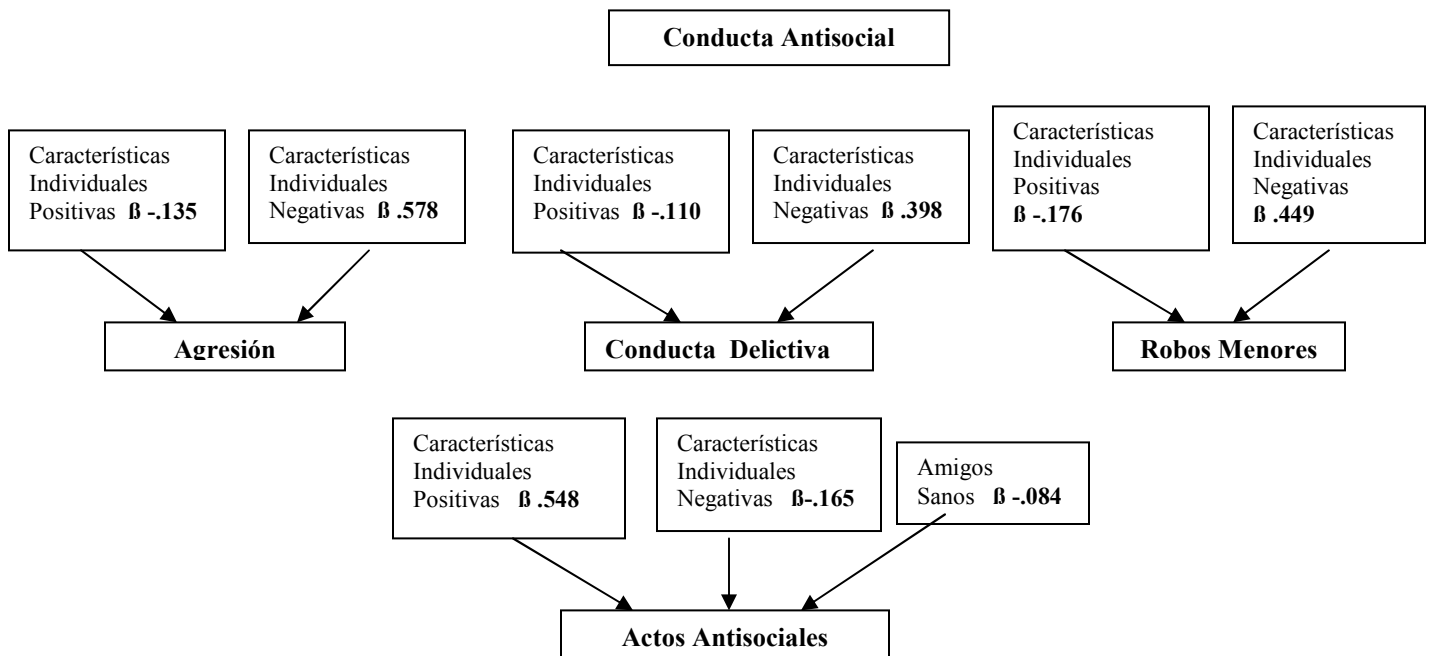 Conducta Antisocial
Características
Individuales
Positivas ß -.135
Características
Individuales
Negativas ß .578
Características
Individuales
Positivas ß -.110
Características
Individuales
Negativas ß .398
Características
Individuales
Positivas
ß -.176
Características
Individuales
Negativas
ß .449
Agresión
Conducta Delictiva
Robos Menores
Características
Individuales
Positivas ß .548
Características
Individuales
Negativas ß-.165
Amigos
Sanos ß -.084
Actos Antisociales